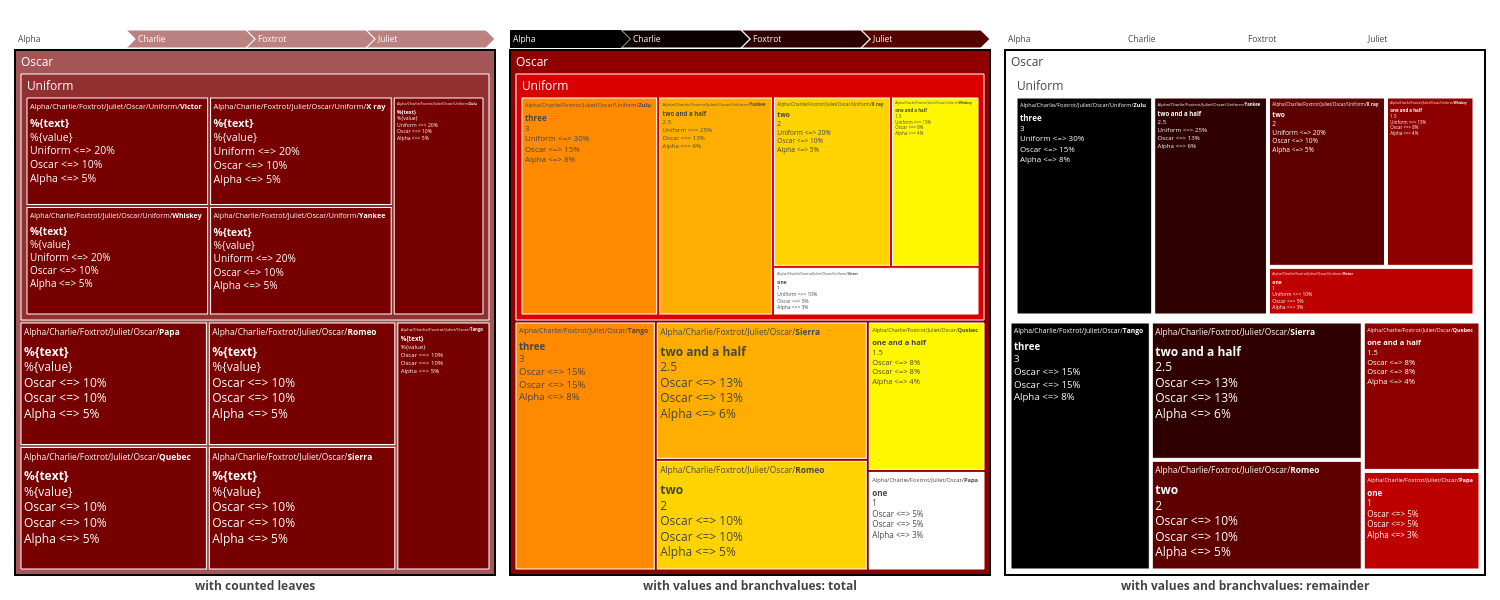 Alpha Charlie Foxtrot Juliet
Oscar
Uniform
Alpha/Charlie/Foxtrot/Juliet/Oscar/Uniform/Victor
%{text}
%{value}
Uniform <=> 20%
Oscar <=> 10%
Alpha <=> 5%
Alpha/Charlie/Foxtrot/Juliet/Oscar/Uniform/X ray
%{text}
%{value}
Uniform <=> 20%
Oscar <=> 10%
Alpha <=> 5%
Alpha/Charlie/Foxtrot/Juliet/Oscar/Uniform/Zulu
%{text}
%{value}
Uniform <=> 20%
Oscar <=> 10%
Alpha <=> 5%
Alpha/Charlie/Foxtrot/Juliet/Oscar/Uniform/Whiskey
%{text}
%{value}
Uniform <=> 20%
Oscar <=> 10%
Alpha <=> 5%
Alpha/Charlie/Foxtrot/Juliet/Oscar/Uniform/Yankee
%{text}
%{value}
Uniform <=> 20%
Oscar <=> 10%
Alpha <=> 5%
Alpha/Charlie/Foxtrot/Juliet/Oscar/Papa
%{text}
%{value}
Oscar <=> 10%
Oscar <=> 10%
Alpha <=> 5%
Alpha/Charlie/Foxtrot/Juliet/Oscar/Romeo
%{text}
%{value}
Oscar <=> 10%
Oscar <=> 10%
Alpha <=> 5%
Alpha/Charlie/Foxtrot/Juliet/Oscar/Tango
%{text}
%{value}
Oscar <=> 10%
Oscar <=> 10%
Alpha <=> 5%
Alpha/Charlie/Foxtrot/Juliet/Oscar/Quebec
%{text}
%{value}
Oscar <=> 10%
Oscar <=> 10%
Alpha <=> 5%
Alpha/Charlie/Foxtrot/Juliet/Oscar/Sierra
%{text}
%{value}
Oscar <=> 10%
Oscar <=> 10%
Alpha <=> 5%
with counted leaves
Alpha Charlie Foxtrot Juliet
Oscar
Uniform
Alpha/Charlie/Foxtrot/Juliet/Oscar/Uniform/Zulu
three
3
Uniform <=> 30%
Oscar <=> 15%
Alpha <=> 8%
Alpha/Charlie/Foxtrot/Juliet/Oscar/Uniform/Yankee
two and a half
2.5
Uniform <=> 25%
Oscar <=> 13%
Alpha <=> 6%
Alpha/Charlie/Foxtrot/Juliet/Oscar/Uniform/X ray
two
2
Uniform <=> 20%
Oscar <=> 10%
Alpha <=> 5%
Alpha/Charlie/Foxtrot/Juliet/Oscar/Uniform/Whiskey
one and a half
1.5
Uniform <=> 15%
Oscar <=> 8%
Alpha <=> 4%
Alpha/Charlie/Foxtrot/Juliet/Oscar/Uniform/Victor
one
1
Uniform <=> 10%
Oscar <=> 5%
Alpha <=> 3%
Alpha/Charlie/Foxtrot/Juliet/Oscar/Tango
three
3
Oscar <=> 15%
Oscar <=> 15%
Alpha <=> 8%
Alpha/Charlie/Foxtrot/Juliet/Oscar/Sierra
two and a half
2.5
Oscar <=> 13%
Oscar <=> 13%
Alpha <=> 6%
Alpha/Charlie/Foxtrot/Juliet/Oscar/Quebec
one and a half
1.5
Oscar <=> 8%
Oscar <=> 8%
Alpha <=> 4%
Alpha/Charlie/Foxtrot/Juliet/Oscar/Romeo
two
2
Oscar <=> 10%
Oscar <=> 10%
Alpha <=> 5%
Alpha/Charlie/Foxtrot/Juliet/Oscar/Papa
one
1
Oscar <=> 5%
Oscar <=> 5%
Alpha <=> 3%
with values and branchvalues: total
Alpha Charlie Foxtrot Juliet
Oscar
Uniform
Alpha/Charlie/Foxtrot/Juliet/Oscar/Uniform/Zulu
three
3
Uniform <=> 30%
Oscar <=> 15%
Alpha <=> 8%
Alpha/Charlie/Foxtrot/Juliet/Oscar/Uniform/Yankee
two and a half
2.5
Uniform <=> 25%
Oscar <=> 13%
Alpha <=> 6%
Alpha/Charlie/Foxtrot/Juliet/Oscar/Uniform/X ray
two
2
Uniform <=> 20%
Oscar <=> 10%
Alpha <=> 5%
Alpha/Charlie/Foxtrot/Juliet/Oscar/Uniform/Whiskey
one and a half
1.5
Uniform <=> 15%
Oscar <=> 8%
Alpha <=> 4%
Alpha/Charlie/Foxtrot/Juliet/Oscar/Uniform/Victor
one
1
Uniform <=> 10%
Oscar <=> 5%
Alpha <=> 3%
Alpha/Charlie/Foxtrot/Juliet/Oscar/Tango
three
3
Oscar <=> 15%
Oscar <=> 15%
Alpha <=> 8%
Alpha/Charlie/Foxtrot/Juliet/Oscar/Sierra
two and a half
2.5
Oscar <=> 13%
Oscar <=> 13%
Alpha <=> 6%
Alpha/Charlie/Foxtrot/Juliet/Oscar/Quebec
one and a half
1.5
Oscar <=> 8%
Oscar <=> 8%
Alpha <=> 4%
Alpha/Charlie/Foxtrot/Juliet/Oscar/Romeo
two
2
Oscar <=> 10%
Oscar <=> 10%
Alpha <=> 5%
Alpha/Charlie/Foxtrot/Juliet/Oscar/Papa
one
1
Oscar <=> 5%
Oscar <=> 5%
Alpha <=> 3%
with values and branchvalues: remainder